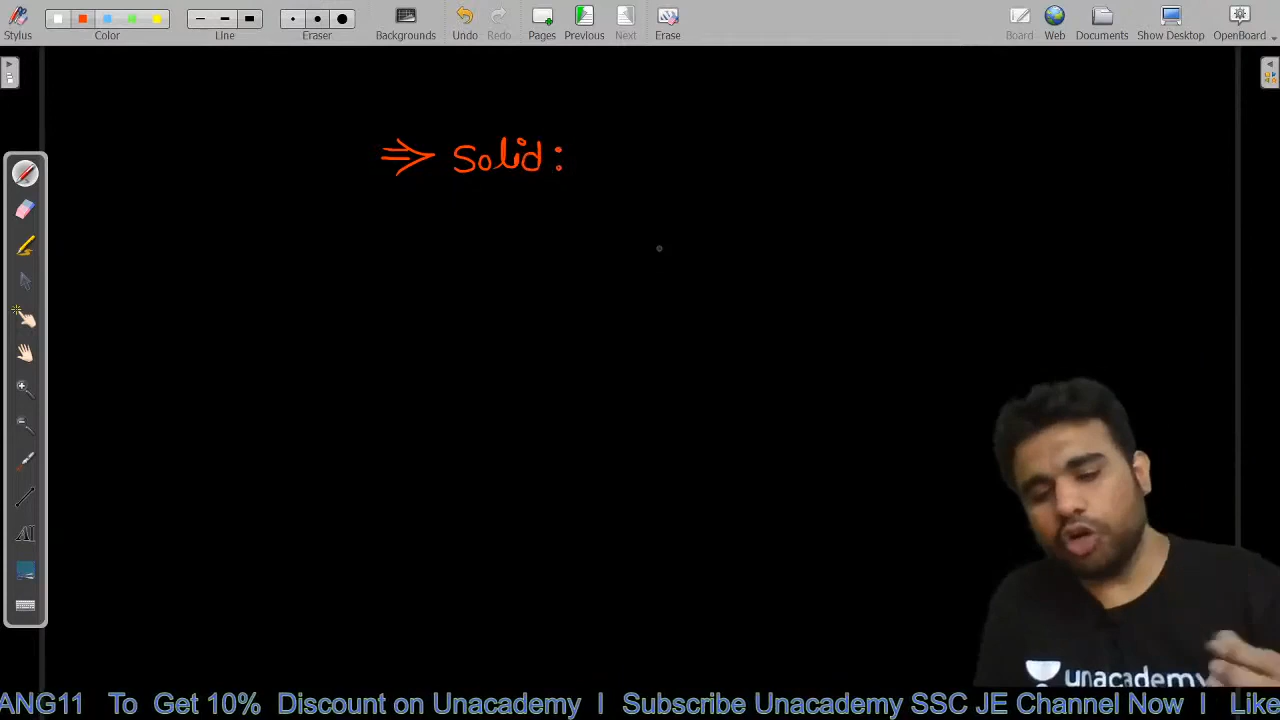 Stylus
Color
Line
Eraser
Backgrounds
Undo
Redo
Pages
Previous
Next
Erase
Board
Web
Documents
Show Desktop
OpenBoard
⇒ Solid:
unacademy
ANG11 To Get 10% Discount on Unacademy I Subscribe Unacademy SSC JE Channel Now I Like